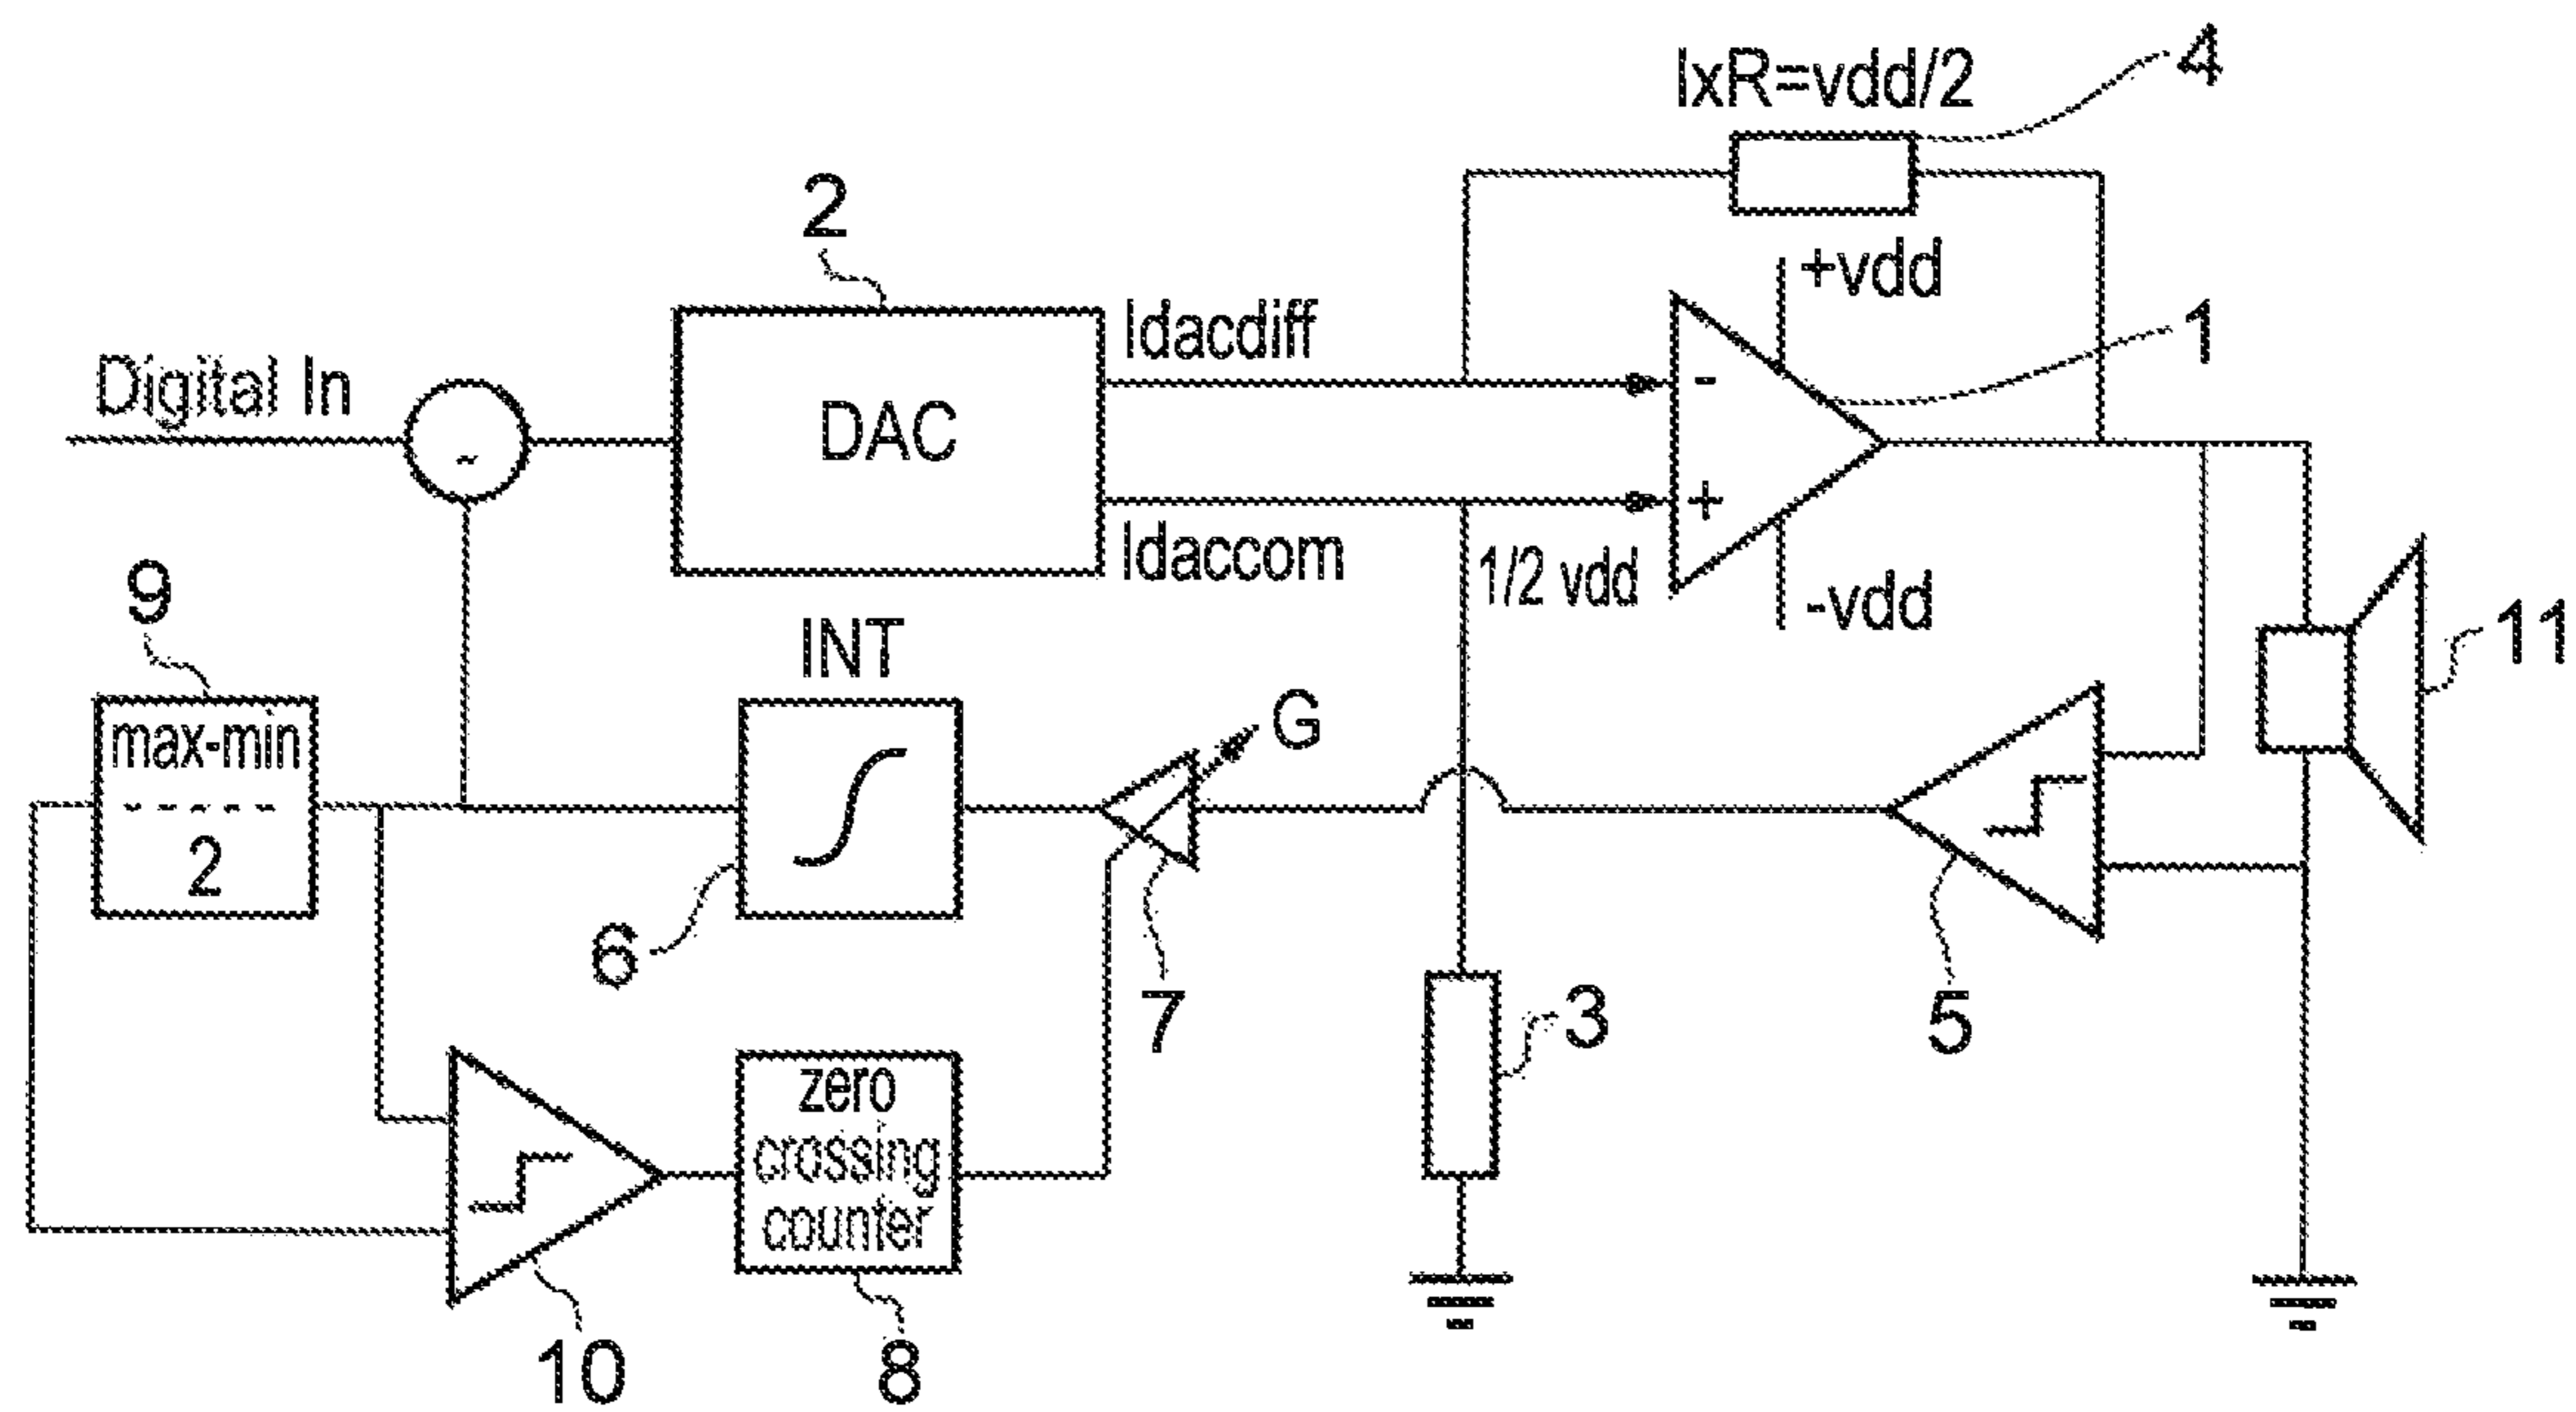 IxR=vdd/2
4
2
+vdd
Idacdiff
1
Digital In
DAC
-
-
+
Idaccom
1/2 vdd
-vdd
9
INT
11
max-min
2
G
6
7
3
5
zero
crossing
counter
10
8